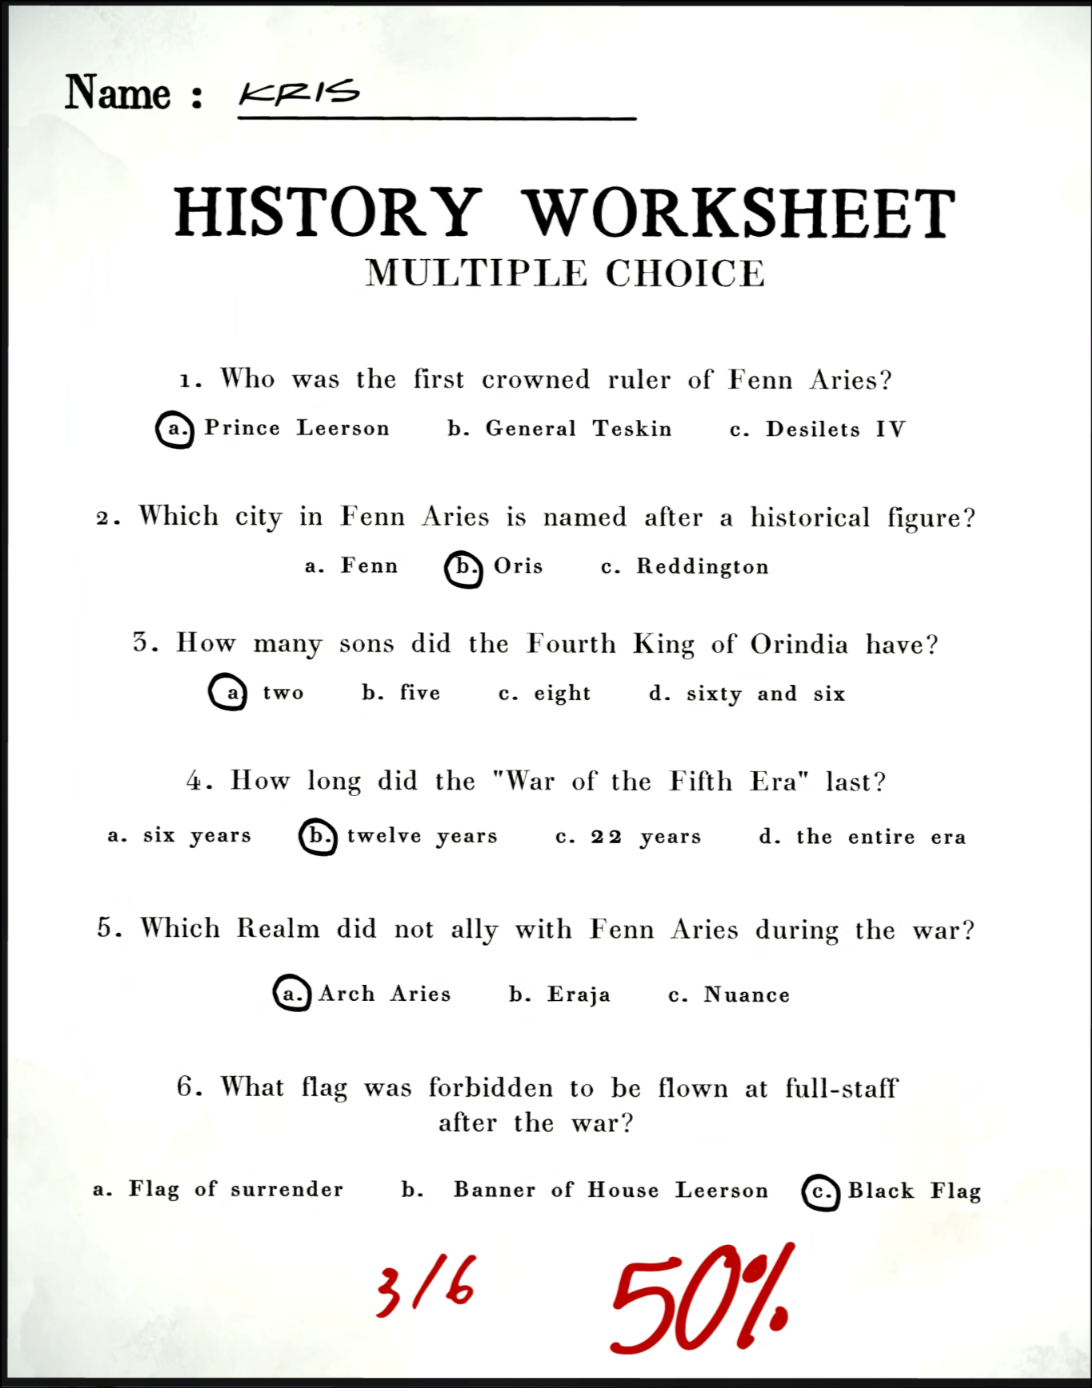 Name : KRIS
HISTORY WORKSHEET
MULTIPLE CHOICE
1. Who was the first crowned ruler of Fenn Aries?
a. Prince Leerson b. General Teskin c. Desilets IV
2. Which city in Fenn Aries is named after a historical figure?
a. Fenn b. Oris c. Reddington
3. How many sons did the Fourth King of Orindia have?
a two b. five c. eight d. sixty and six
4. How long did the "War of the Fifth Era" last?
a. six years b. twelve years c. 22 years d. the entire era
5. Which Realm did not ally with Fenn Aries during the war?
a. Arch Aries b. Eraja c. Nuance
6. What flag was forbidden to be flown at full-staff
after the war?
a. Flag of surrender b. Banner of House Leerson c. Black Flag
3/6 50%